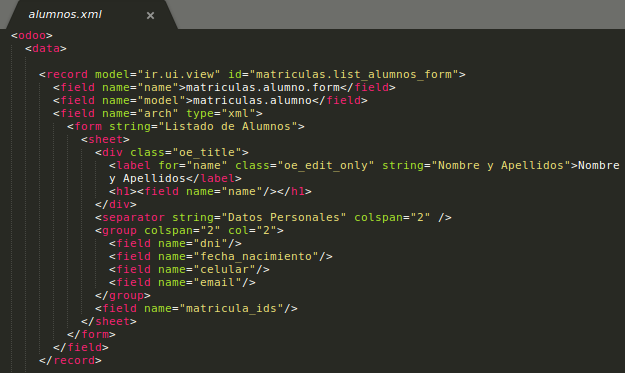 alumnos.xml ×
<odoo>
<data>
<record model="ir.ui.view" id="matriculas.list_alumnos_form">
<field name="name">matriculas.alumno.form</field>
<field name="model">matriculas.alumno</field>
<field name="arch" type="xml">
<form string="Listado de Alumnos">
<sheet>
<div class="oe_title">
<label for="name" class="oe_edit_only" string="Nombre y Apellidos">Nombre
y Apellidos</label>
<h1><field name="name"/></h1>
</div>
<separator string="Datos Personales" colspan="2" />
<group colspan="2" col="2">
<field name="dni"/>
<field name="fecha_nacimiento"/>
<field name="celular"/>
<field name="email"/>
</group>
<field name="matricula_ids"/>
</sheet>
</form>
</field>
</record>